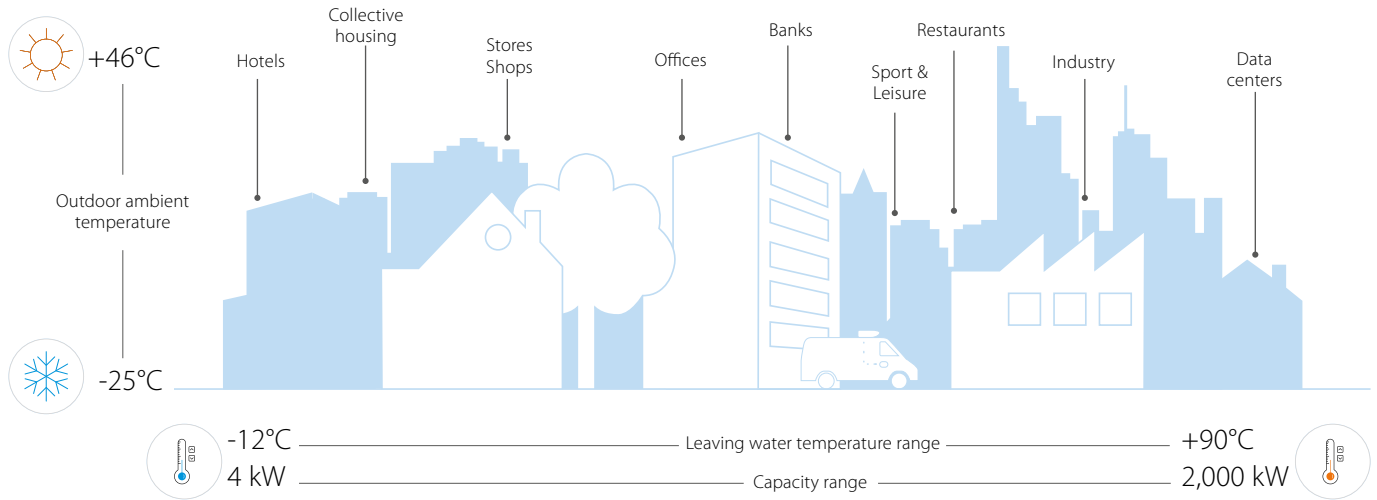 +46°C
Outdoor ambient
temperature
-25°C
Hotels
Collective
housing
Stores
Shops
Offices
Banks
Sport &
Leisure
Restaurants
Industry
Data
centers
-12°C
Leaving water temperature range
+90°C
4 kW
Capacity range
2,000 kW